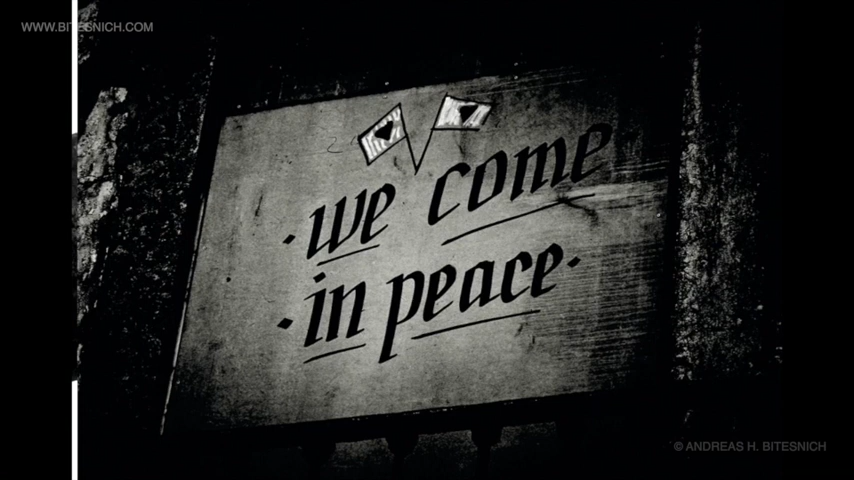 WWW.BITESNICH.COM
·we come·
·in peace·
© ANDREAS H. BITESNICH